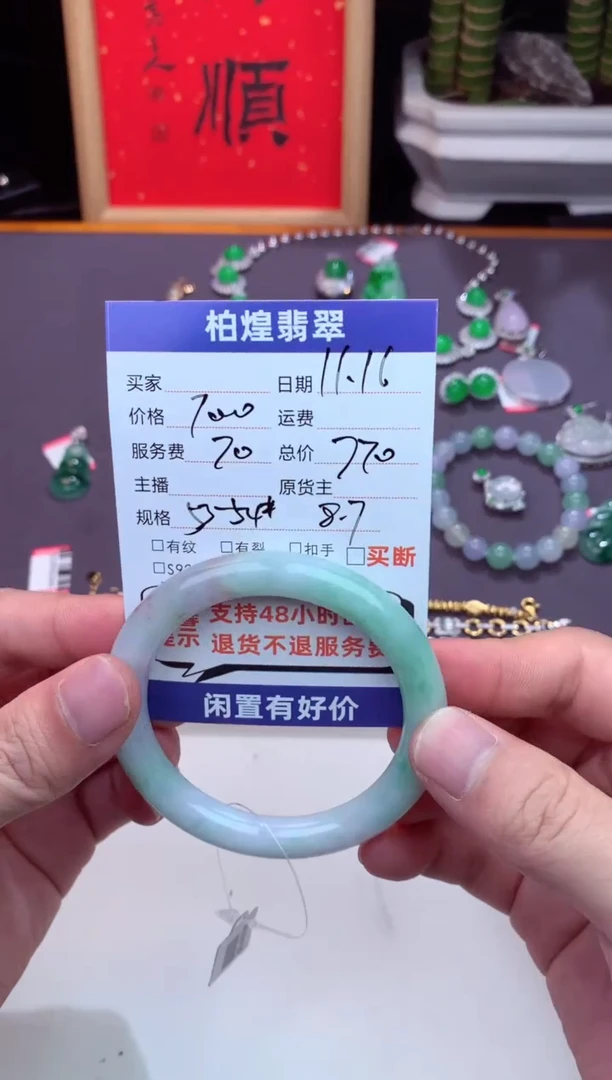 順
柏煌翡翠
买家 日期 11.16
价格 700 运费
服务费 70 总价 770
主播 原货主
规格 554# 8.7
□有纹 □有裂 □扣手 □买断
支持48小时
退货不退服务费
闲置有好价